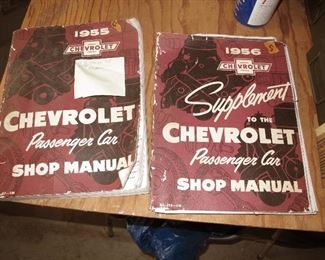 1955
CHEVROLET
CHEVROLET
Passenger Car
SHOP MANUAL
1956
CHEVROLET
Supplement
TO THE
CHEVROLET
Passenger Car
SHOP MANUAL